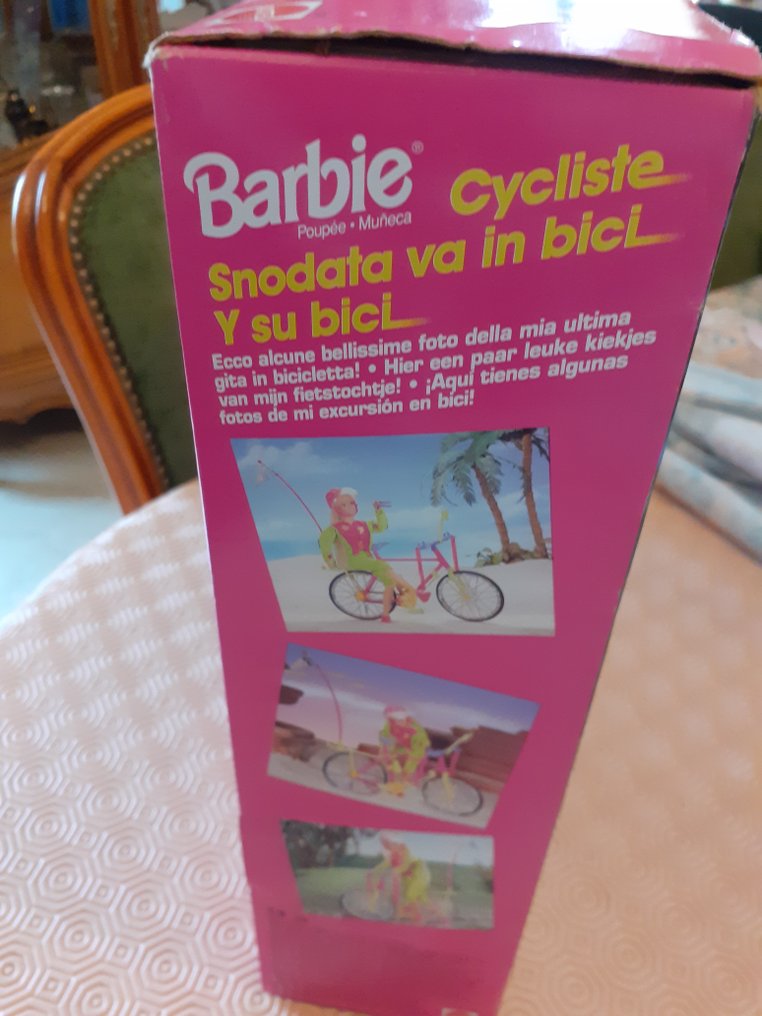 Barbie® Cycliste
Poupée • Muñeca
Snodata va in bici
Y su bici
Ecco alcune bellissime foto della mia ultima
gita in bicicletta! • Hier een paar leuke kiekjes
van mijn fietstochtje! • ¡Aquí tienes algunas
fotos de mi excursión en bici!